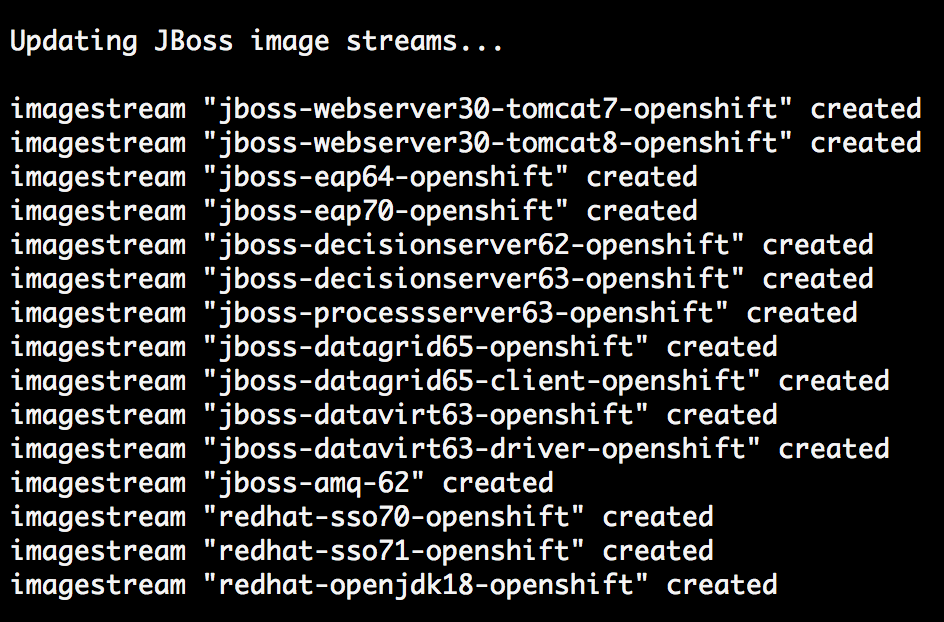 Updating JBoss image streams...
imagestream "jboss-webserver30-tomcat7-openshift" created
imagestream "jboss-webserver30-tomcat8-openshift" created
imagestream "jboss-eap64-openshift" created
imagestream "jboss-eap70-openshift" created
imagestream "jboss-decisionserver62-openshift" created
imagestream "jboss-decisionserver63-openshift" created
imagestream "jboss-processserver63-openshift" created
imagestream "jboss-datagrid65-openshift" created
imagestream "jboss-datagrid65-client-openshift" created
imagestream "jboss-datavirt63-openshift" created
imagestream "jboss-datavirt63-driver-openshift" created
imagestream "jboss-amq-62" created
imagestream "redhat-sso70-openshift" created
imagestream "redhat-sso71-openshift" created
imagestream "redhat-openjdk18-openshift" created